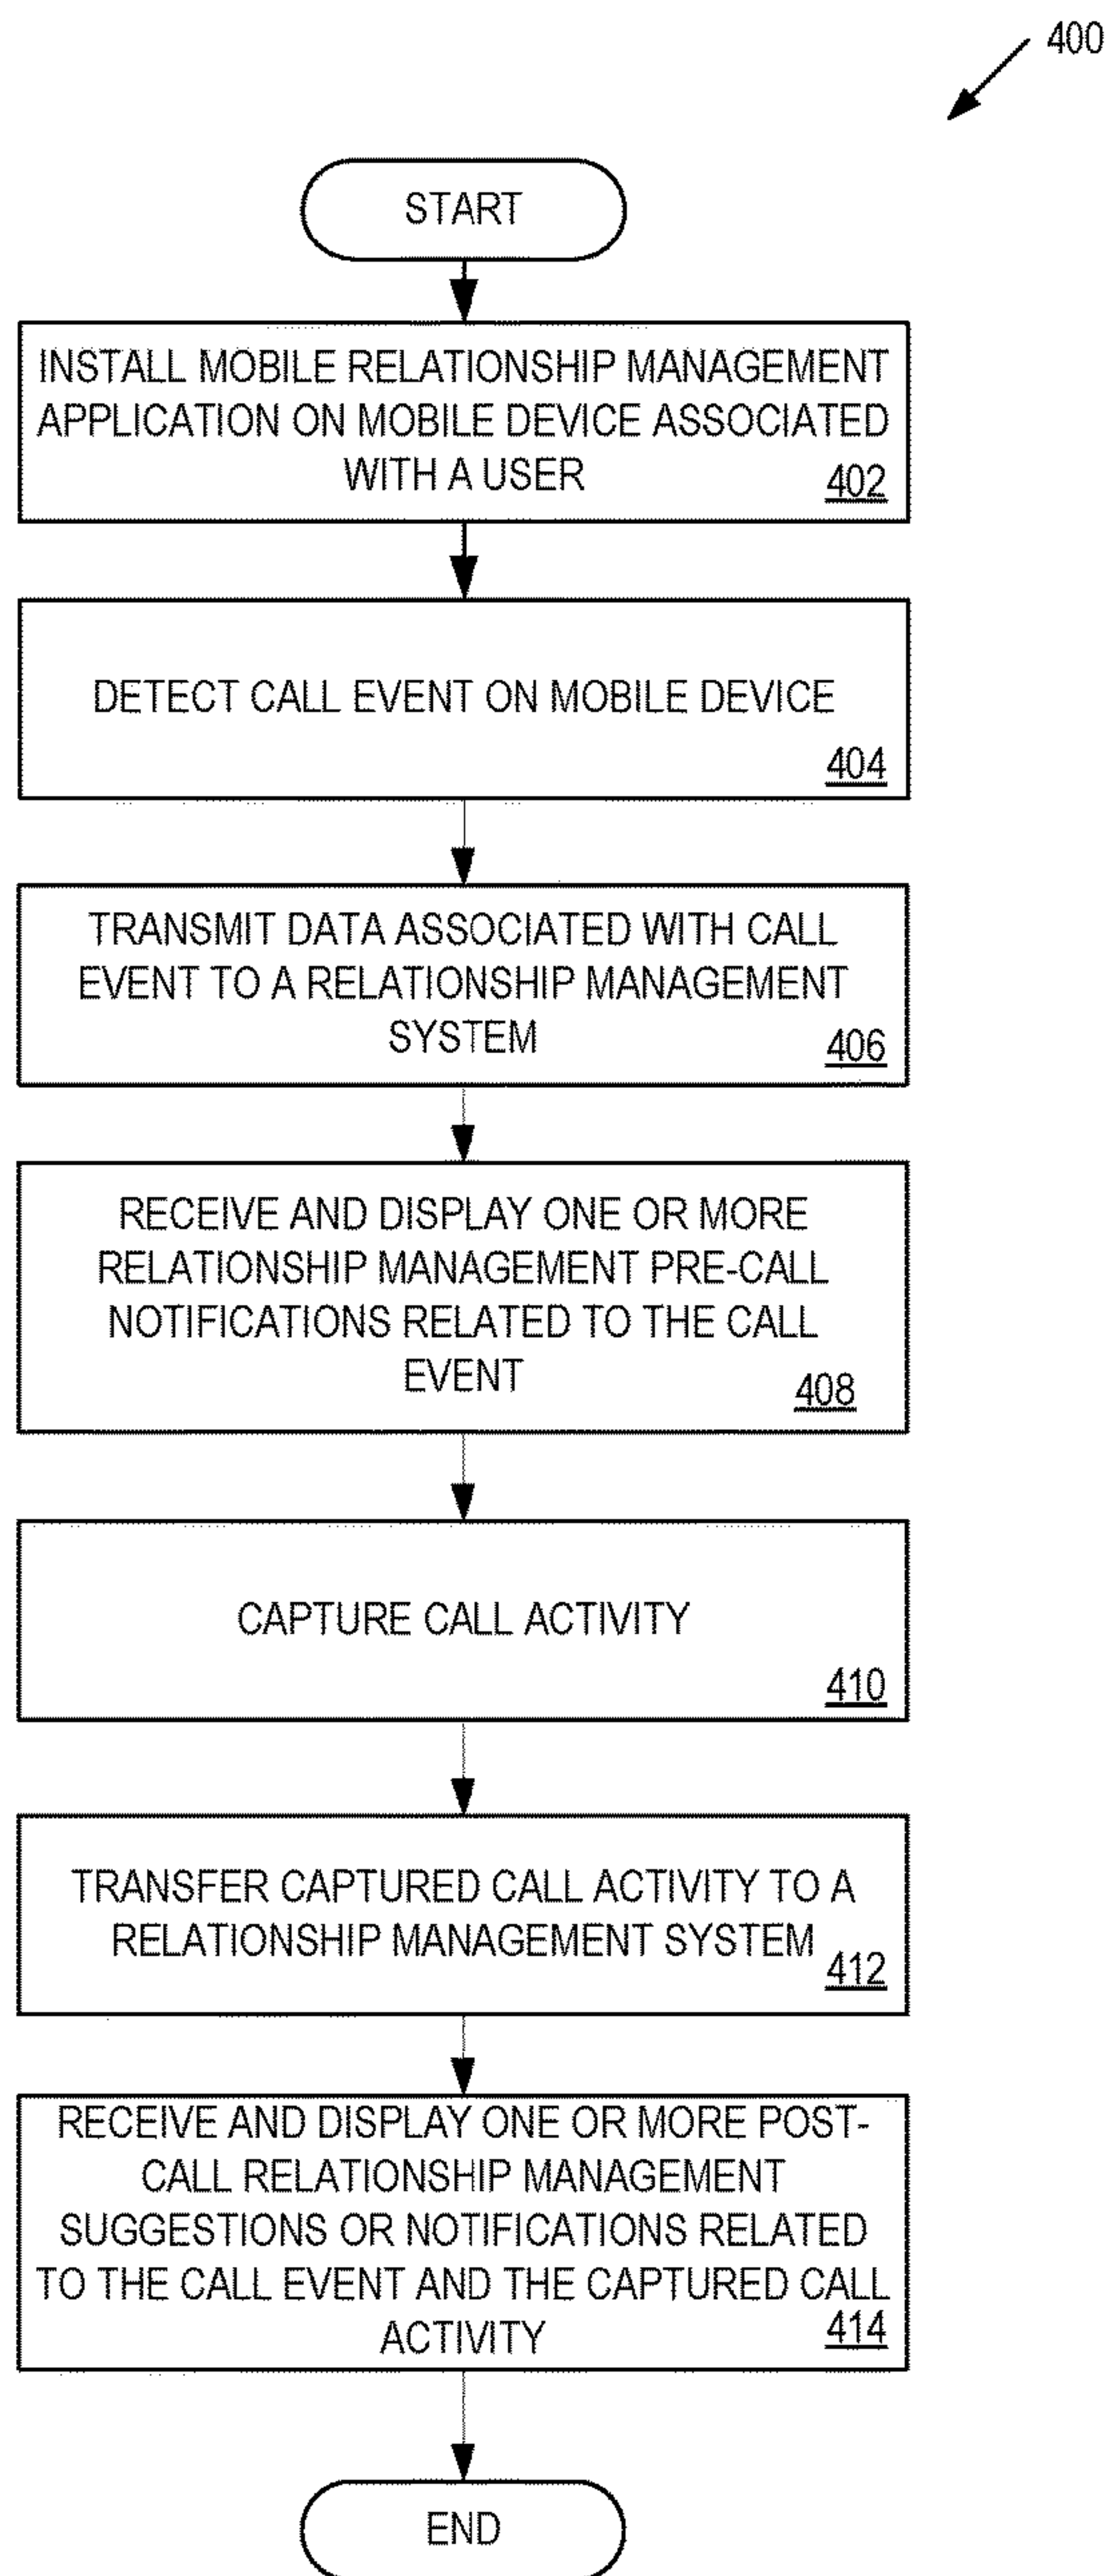 400
START
INSTALL MOBILE RELATIONSHIP MANAGEMENT
APPLICATION ON MOBILE DEVICE ASSOCIATED
WITH A USER
402
DETECT CALL EVENT ON MOBILE DEVICE
404
TRANSMIT DATA ASSOCIATED WITH CALL
EVENT TO A RELATIONSHIP MANAGEMENT
SYSTEM
406
RECEIVE AND DISPLAY ONE OR MORE
RELATIONSHIP MANAGEMENT PRE-CALL
NOTIFICATIONS RELATED TO THE CALL
EVENT
408
CAPTURE CALL ACTIVITY
410
TRANSFER CAPTURED CALL ACTIVITY TO A
RELATIONSHIP MANAGEMENT SYSTEM
412
RECEIVE AND DISPLAY ONE OR MORE POST-
CALL RELATIONSHIP MANAGEMENT
SUGGESTIONS OR NOTIFICATIONS RELATED
TO THE CALL EVENT AND THE CAPTURED CALL
ACTIVITY
414
END